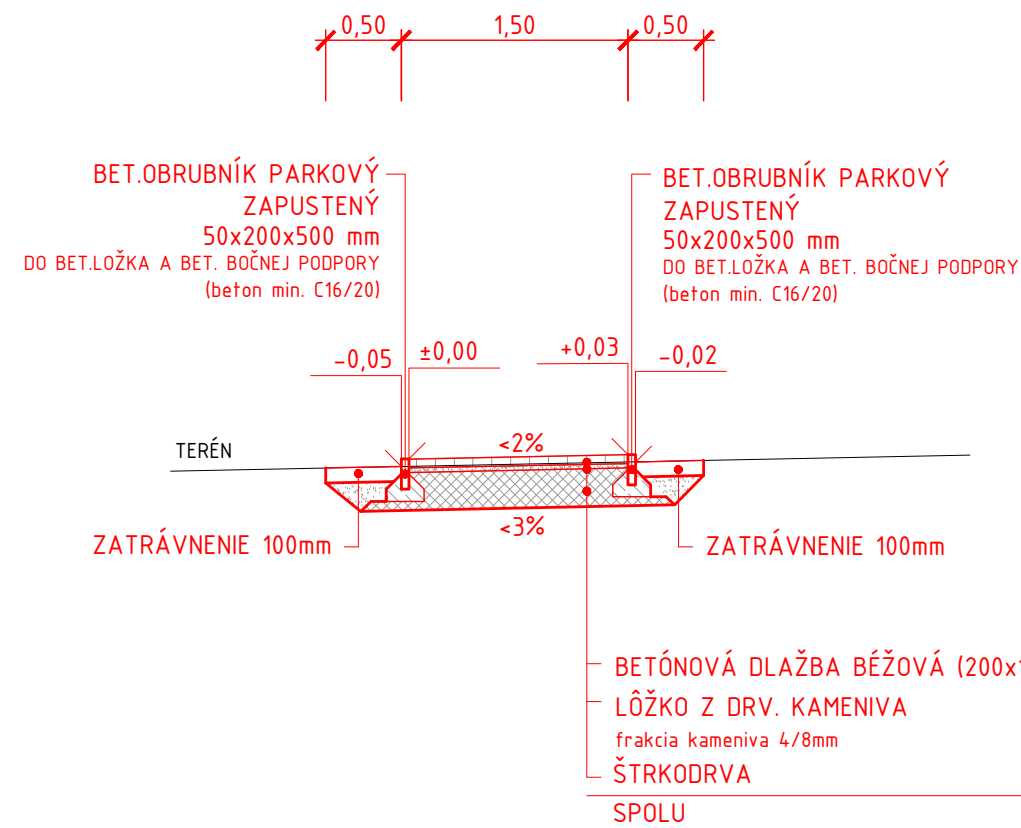 0,50 1,50 0,50
BET.OBRUBNÍK PARKOVÝ
ZAPUSTENÝ
50x200x500 mm
DO BET.LOŽKA A BET. BOČNEJ PODPORY
(beton min. C16/20)
BET.OBRUBNÍK PARKOVÝ
ZAPUSTENÝ
50x200x500 mm
DO BET.LOŽKA A BET. BOČNEJ PODPORY
(beton min. C16/20)
-0,05 ±0,00 +0,03 -0,02
TERÉN
<2%
<3%
ZATRÁVNENIE 100mm
ZATRÁVNENIE 100mm
BETÓNOVÁ DLAŽBA BÉŽOVÁ (200x
LÔŽKO Z DRV. KAMENIVA
frakcia kameniva 4/8mm
ŠTRKODRVA
SPOLU